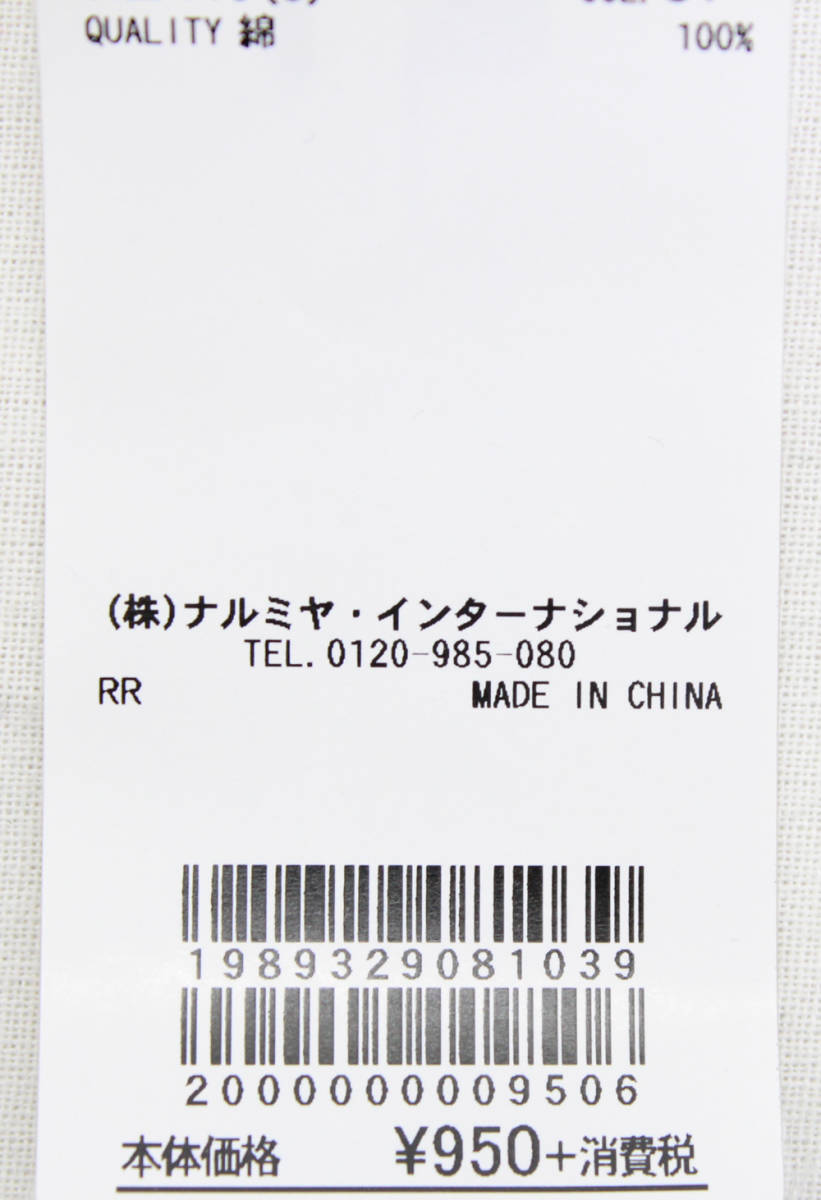 QUALITY 綿 100%
(株)ナルミヤ・インターナショナル
TEL. 0120-985-080
RR MADE IN CHINA
1989329081039
2000000009506
本体価格 ¥950+消費税